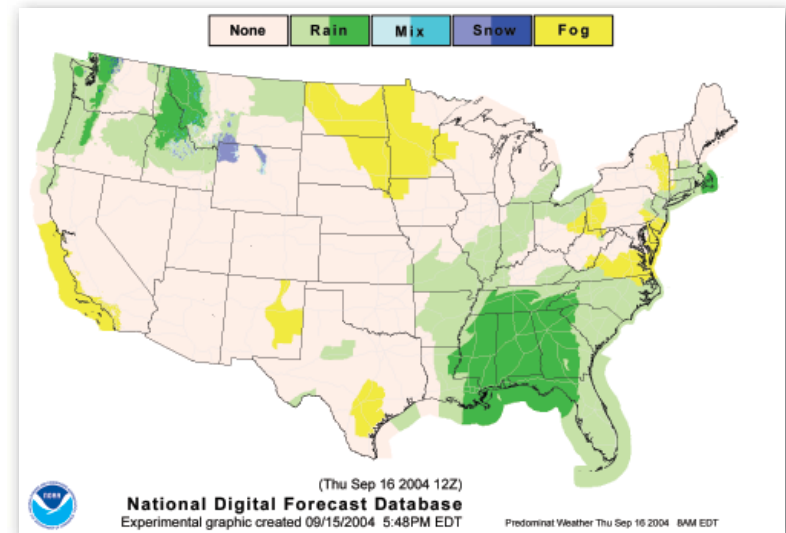 None Rain Mix Snow Fog
(Thu Sep 16 2004 12Z)
National Digital Forecast Database
Experimental graphic created 09/15/2004 5:48PM EDT
Predominat Weather Thu Sep 16 2004 8AM EDT